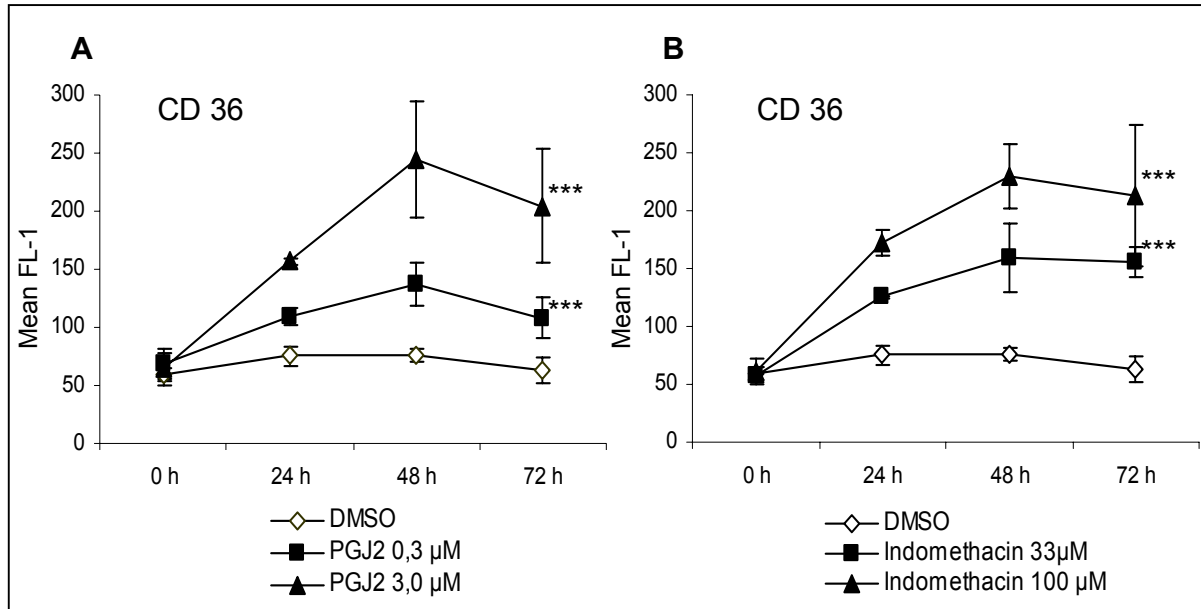 A
CD 36
Mean FL-1
300
250
200
150
100
50
0
***
***
0 h 24 h 48 h 72 h
DMSO
PGJ2 0,3 µM
PGJ2 3,0 µM
B
CD 36
Mean FL-1
300
250
200
150
100
50
0
***
***
0 h 24 h 48 h 72 h
DMSO
Indomethacin 33µM
Indomethacin 100 µM